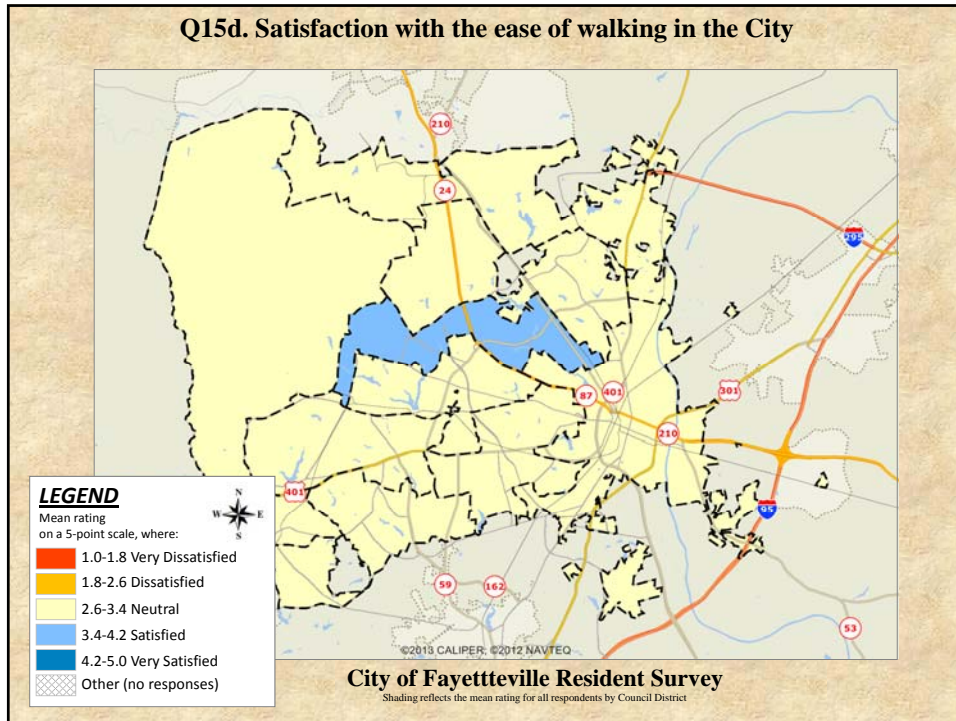 Q15d. Satisfaction with the ease of walking in the City
210
24
295
87
401
301
210
401
95
59
162
53
LEGEND
Mean rating
on a 5-point scale, where:
N
W E
S
1.0-1.8 Very Dissatisfied
1.8-2.6 Dissatisfied
2.6-3.4 Neutral
3.4-4.2 Satisfied
4.2-5.0 Very Satisfied
Other (no responses)
©2013 CALIPER; ©2012 NAVTEQ
City of Fayettteville Resident Survey
Shading reflects the mean rating for all respondents by Council District